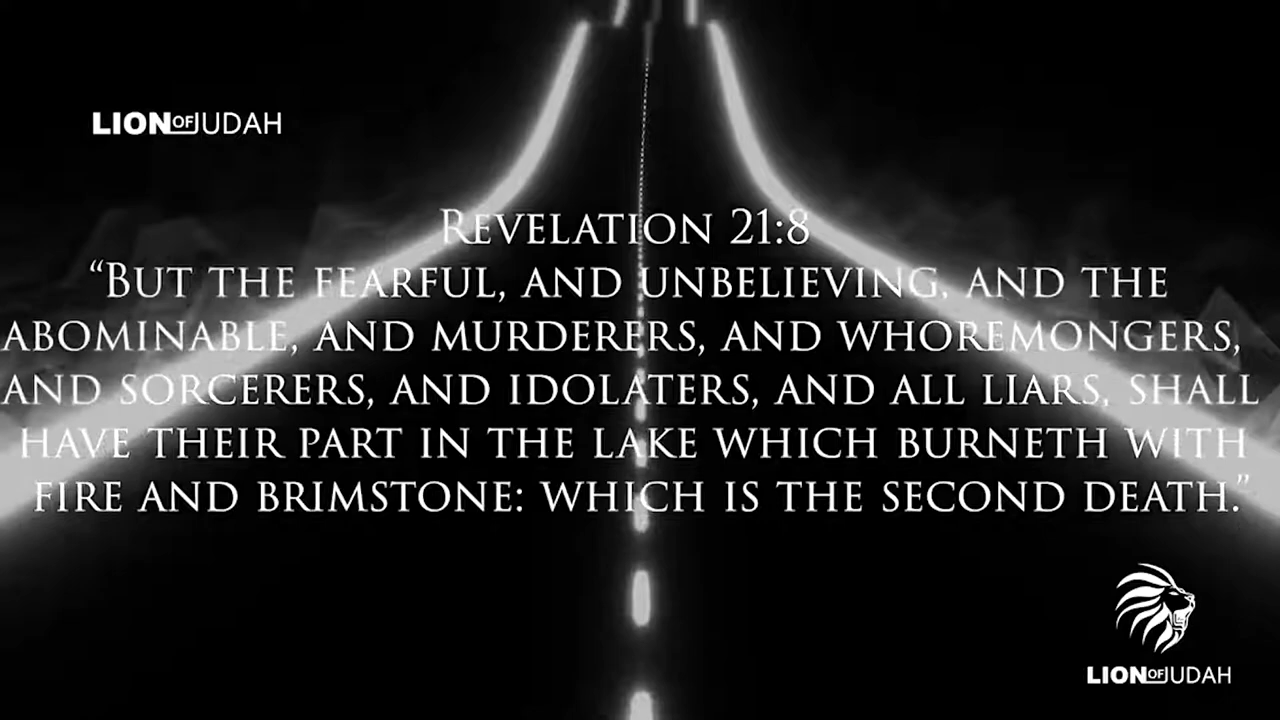 LION OF JUDAH
REVELATION 21:8
“BUT THE FEARFUL, AND UNBELIEVING, AND THE
ABOMINABLE, AND MURDERERS, AND WHOREMONGERS,
AND SORCERERS, AND IDOLATERS, AND ALL LIARS, SHALL
HAVE THEIR PART IN THE LAKE WHICH BURNETH WITH
FIRE AND BRIMSTONE: WHICH IS THE SECOND DEATH.”
LION OF JUDAH